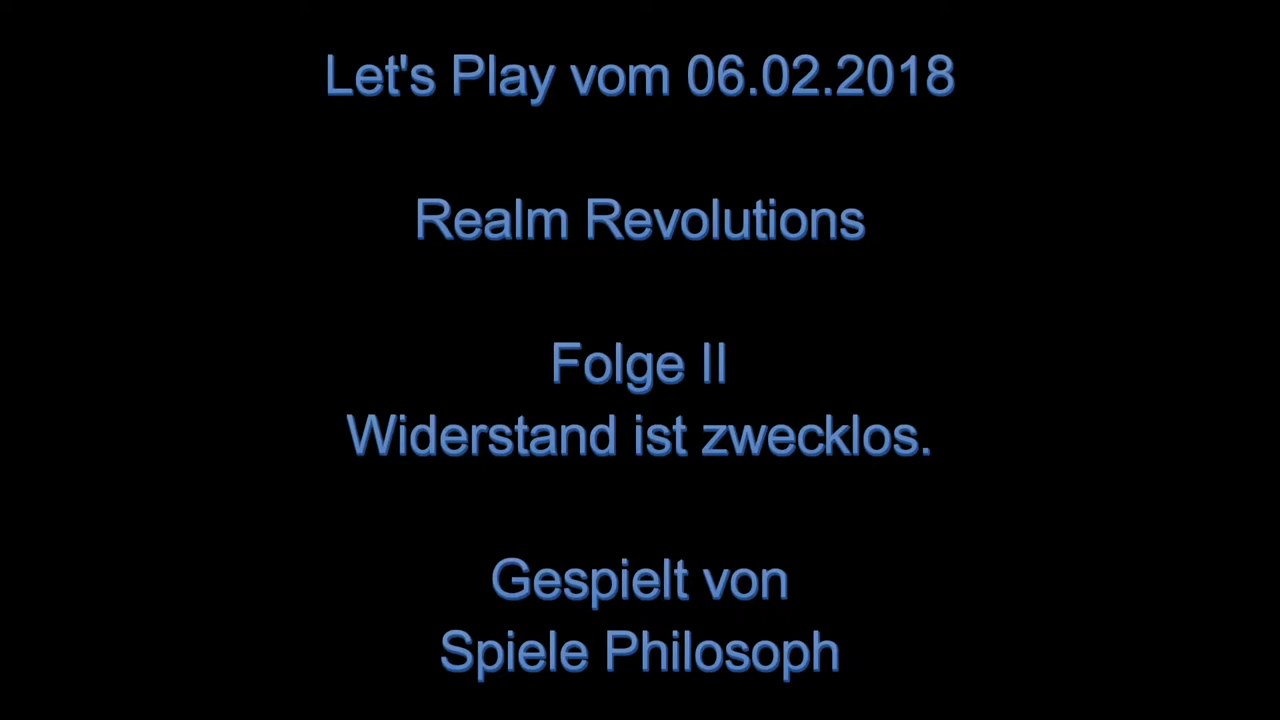 Let's Play vom 06.02.2018
Realm Revolutions
Folge II
Widerstand ist zwecklos.
Gespielt von
Spiele Philosoph